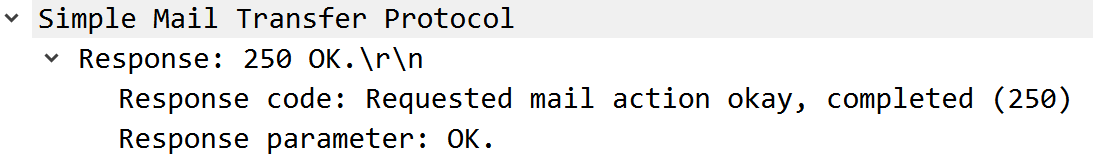 Simple Mail Transfer Protocol
Response: 250 OK.\r\n
Response code: Requested mail action okay, completed (250)
Response parameter: OK.